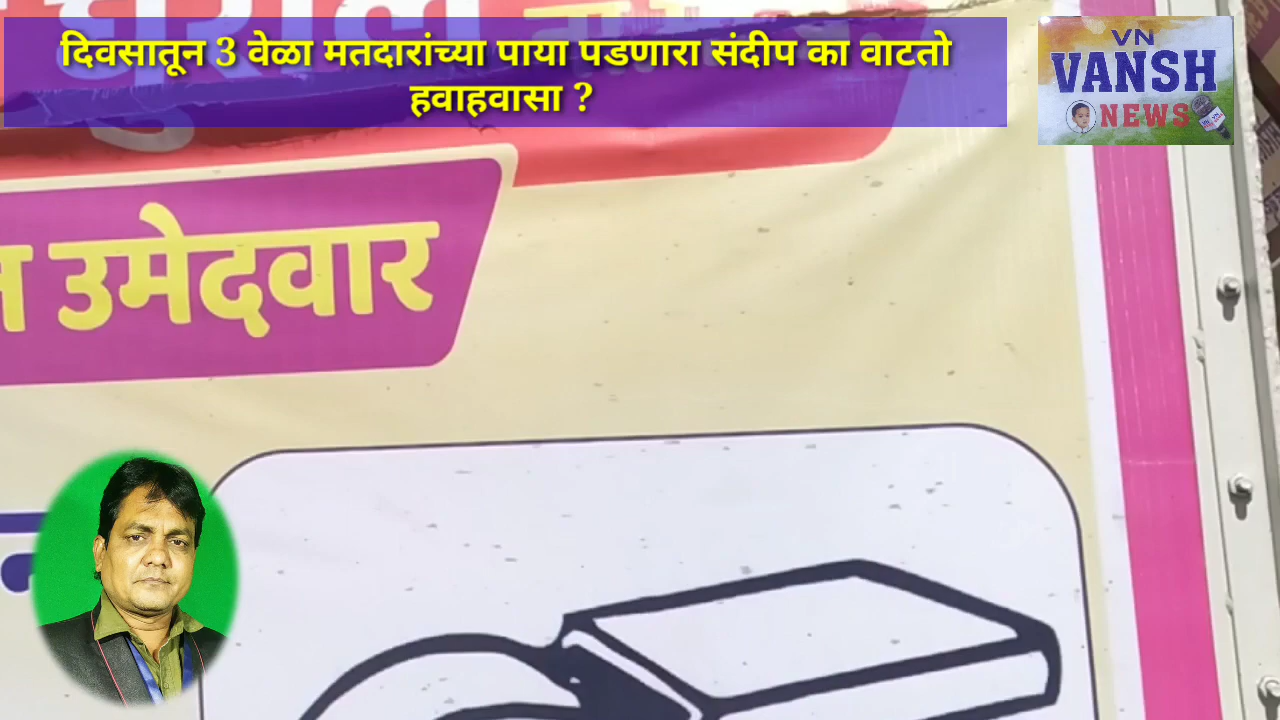 दिवसातून 3 वेळा मतदारांच्या पाया पडणारा संदीप का वाटतो
हवाहवासा ?
VN
VANSH
NEWS
उमेदवार